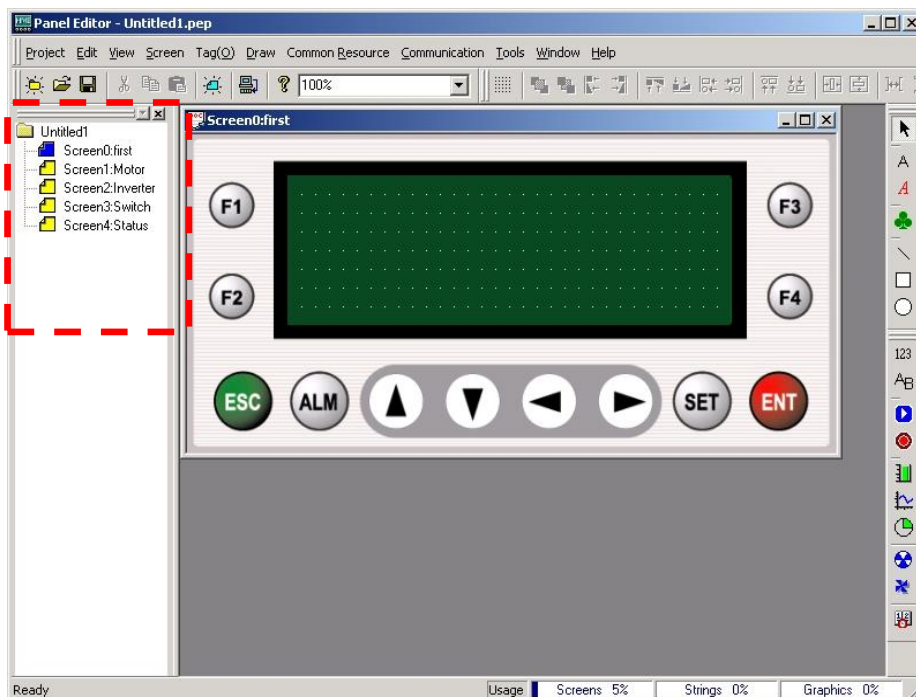 Panel Editor - Untitled1.pep
Project Edit View Screen Tag(O) Draw Common Resource Communication Tools Window Help
100%
Untitled1
Screen0:first
Screen1:Motor
Screen2:Inverter
Screen3:Switch
Screen4:Status
Screen0:first
F1
F3
F2
F4
ESC ALM SET ENT
A
A
123
AB
Ready Usage Screens 5% Strings 0% Graphics 0%